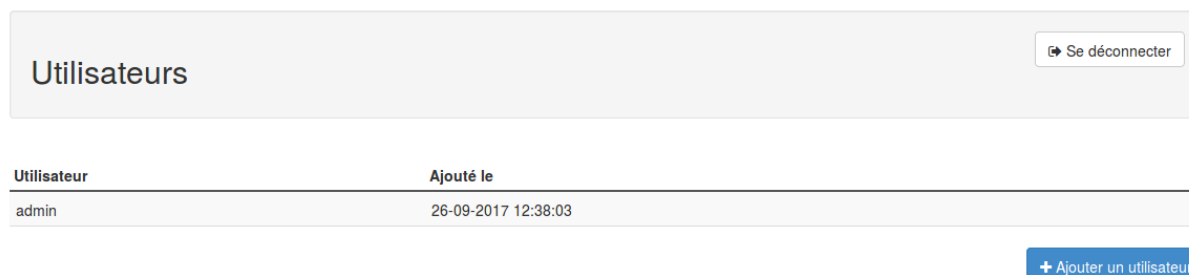 Se déconnecter
Utilisateurs
Utilisateur Ajouté le
admin 26-09-2017 12:38:03
+ Ajouter un utilisateur